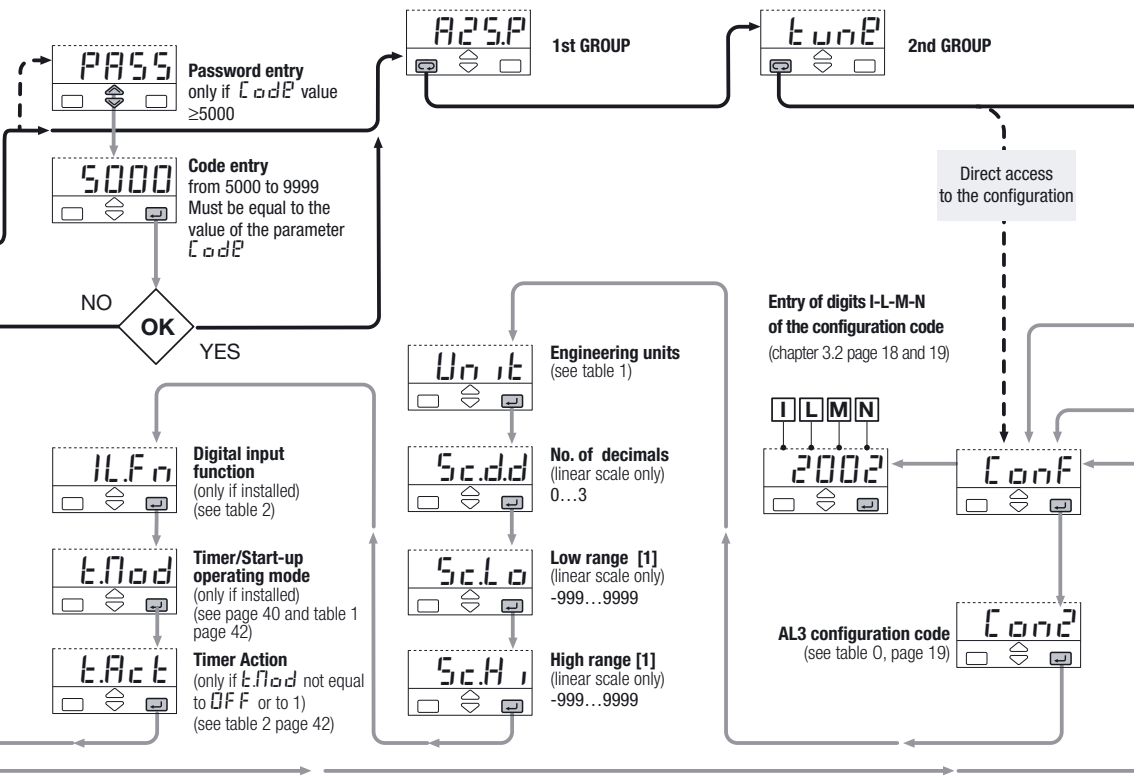 PASS
Password entry
only if CodE value
≥5000
A2S.P
1st GROUP
tunE
2nd GROUP
5000
Code entry
from 5000 to 9999
Must be equal to the
value of the parameter
CodE
NO
OK
YES
Direct access
to the configuration
Entry of digits I-L-M-N
of the configuration code
(chapter 3.2 page 18 and 19)
I L M N
2002
ConF
Unit
Engineering units
(see table 1)
Sc.d.d
No. of decimals
(linear scale only)
0...3
Sc.Lo
Low range [1]
(linear scale only)
-999...9999
Sc.Hi
High range [1]
(linear scale only)
-999...9999
IL.Fn
Digital input
function
(only if installed)
(see table 2)
t.Mod
Timer/Start-up
operating mode
(only if installed)
(see page 40 and table 1
page 42)
t.Act
Timer Action
(only if t.Mod not equal
to OFF or to 1)
(see table 2 page 42)
AL3 configuration code
(see table O, page 19)
Con2